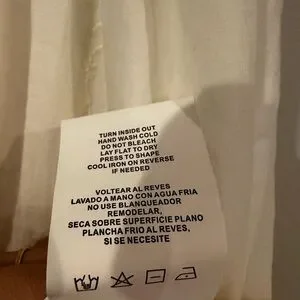 TURN INSIDE OUT
HAND WASH COLD
DO NOT BLEACH
LAY FLAT TO DRY
PRESS TO SHAPE
COOL IRON ON REVERSE
IF NEEDED
VOLTEAR AL REVES
LAVADO A MANO CON AGUA FRIA
NO USE BLANQUEADOR
REMODELAR,
SECA SOBRE SUPERFICIE PLANO
PLANCHA FRIO AL REVES,
SI SE NECESITE